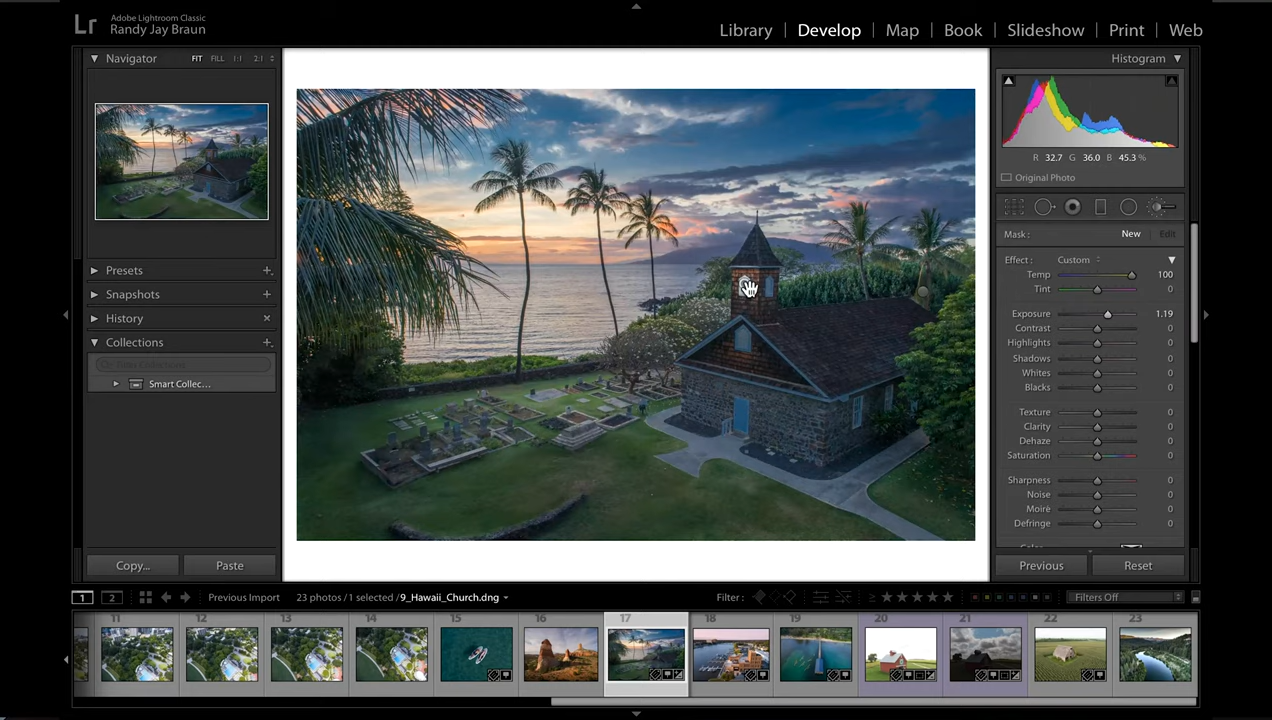 Lr
Adobe Lightroom Classic
Randy Jay Braun
Library | Develop | Map | Book | Slideshow | Print | Web
Navigator FIT FILL 1:1 2:1
Presets
Snapshots
History
Collections
Smart Collec...
Copy... Paste
Histogram
R 32.7 G 36.0 B 45.3 %
Original Photo
Mask : New Edit
Effect : Custom
Temp 100
Tint 0
Exposure 1.19
Contrast 0
Highlights 0
Shadows 0
Whites 0
Blacks 0
Texture 0
Clarity 0
Dehaze 0
Saturation 0
Sharpness 0
Noise 0
Moiré 0
Defringe 0
Previous Reset
1 2 Previous Import 23 photos / 1 selected / 9_Hawaii_Church.dng Filter : Filters Off
11 12 13 14 15 16 17 18 19 20 21 22 23